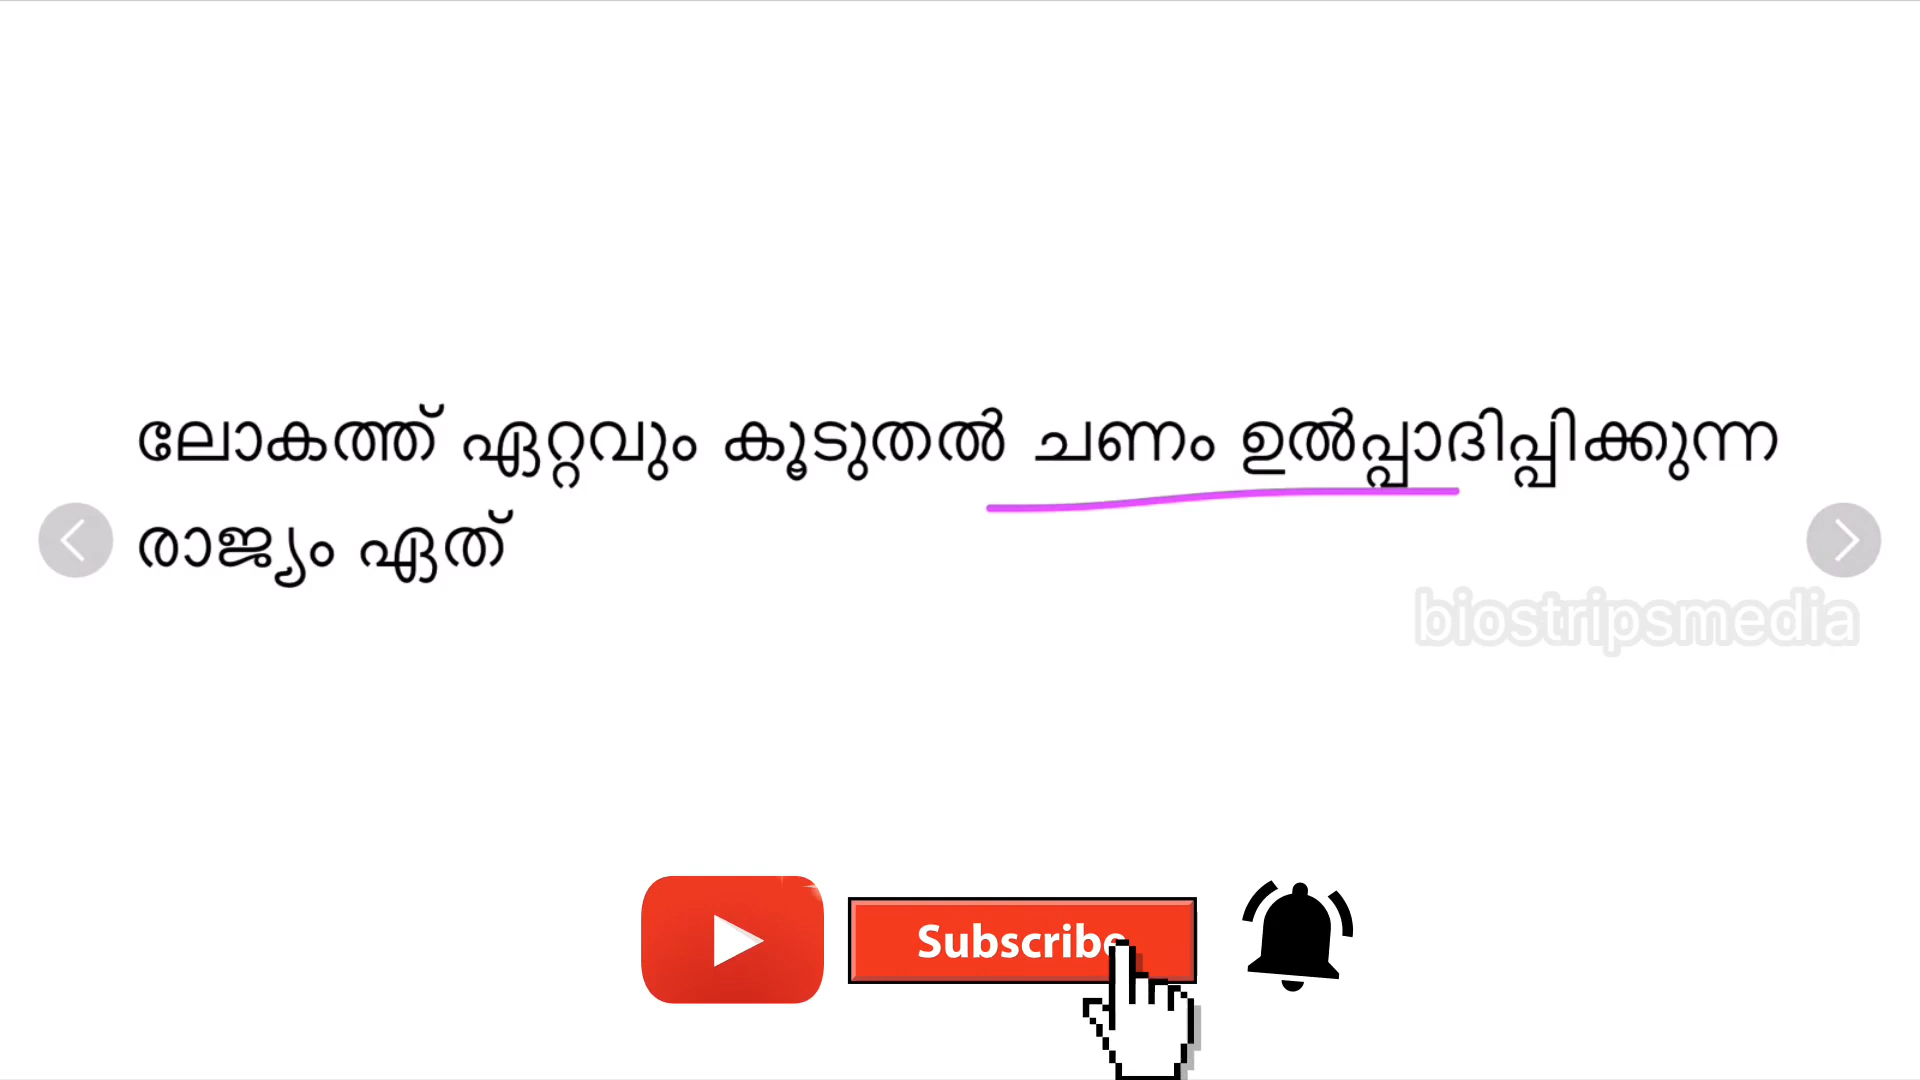 ലോകത്ത് ഏറ്റവും കൂടുതൽ ചണം ഉൽപ്പാദിപ്പിക്കുന്ന
രാജ്യം ഏത്
biostripsmedia
Subscribe